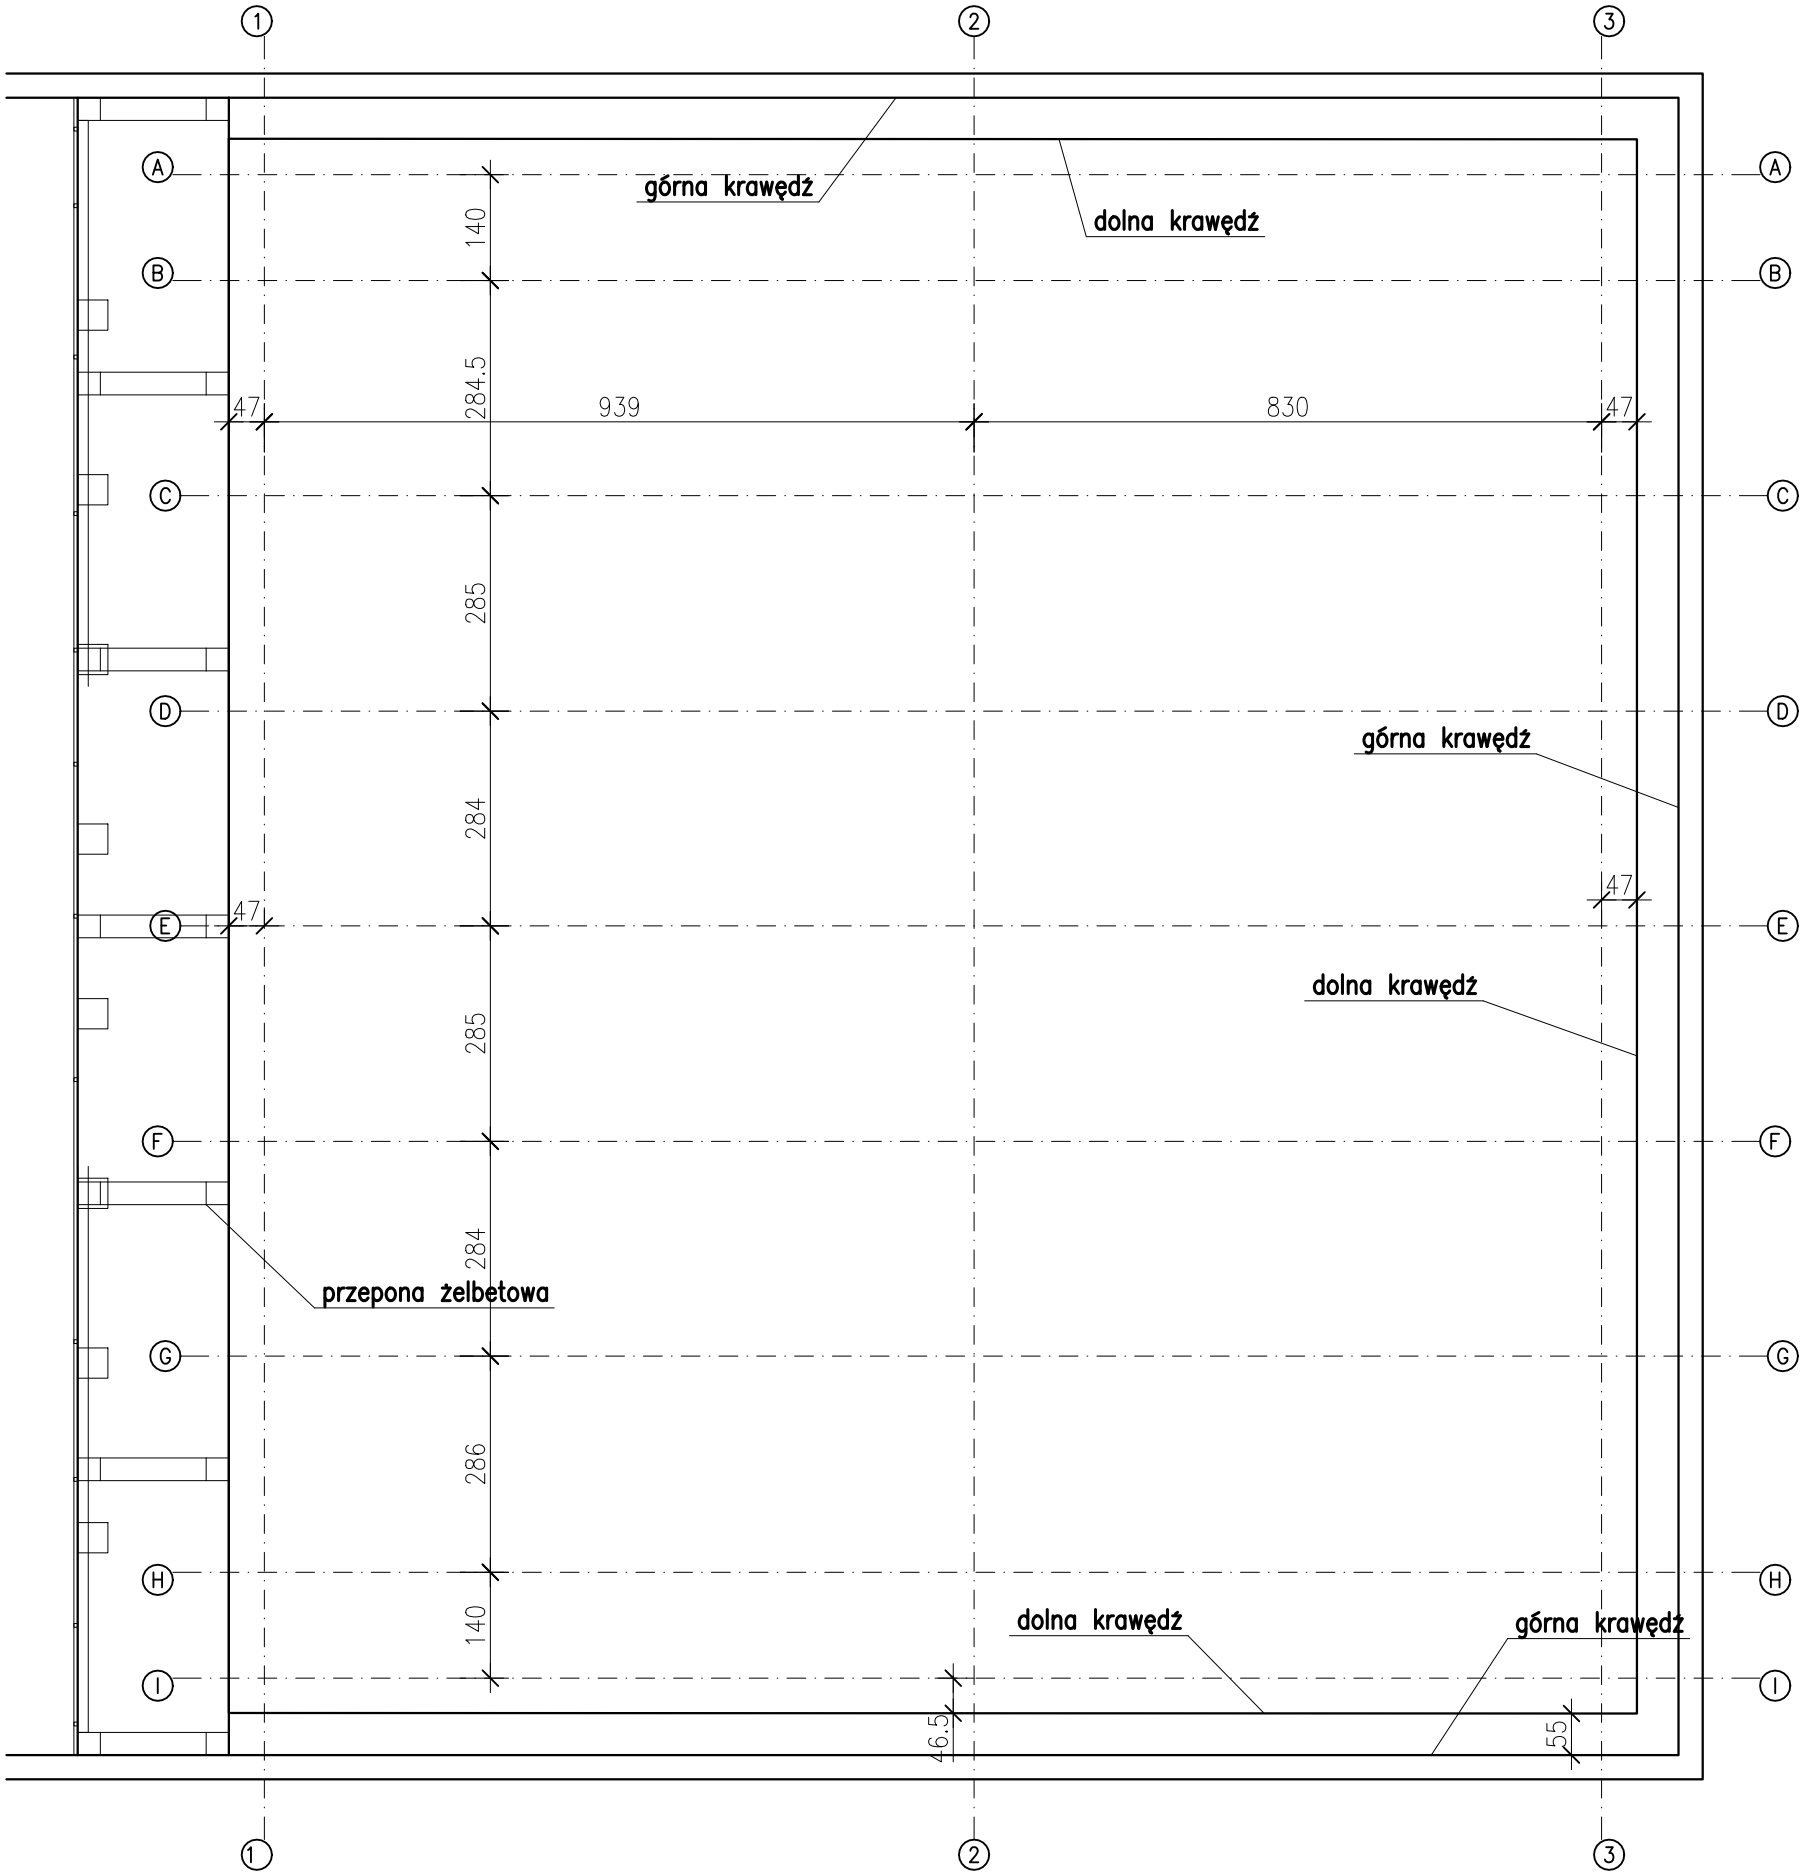 1 2 3
A A
górna krawędź
dolna krawędź
140
B B
284.5
47 939 830 47
C C
285
D D
górna krawędź
284
47
47
E E
dolna krawędź
285
F F
284
przepona żelbetowa
G G
286
H H
140
dolna krawędź
górna krawędź
I I
46.5
55
1 2 3